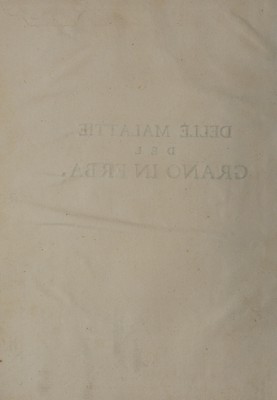 DELLE MALATTIE
DEL
GRANO IN ERBA.